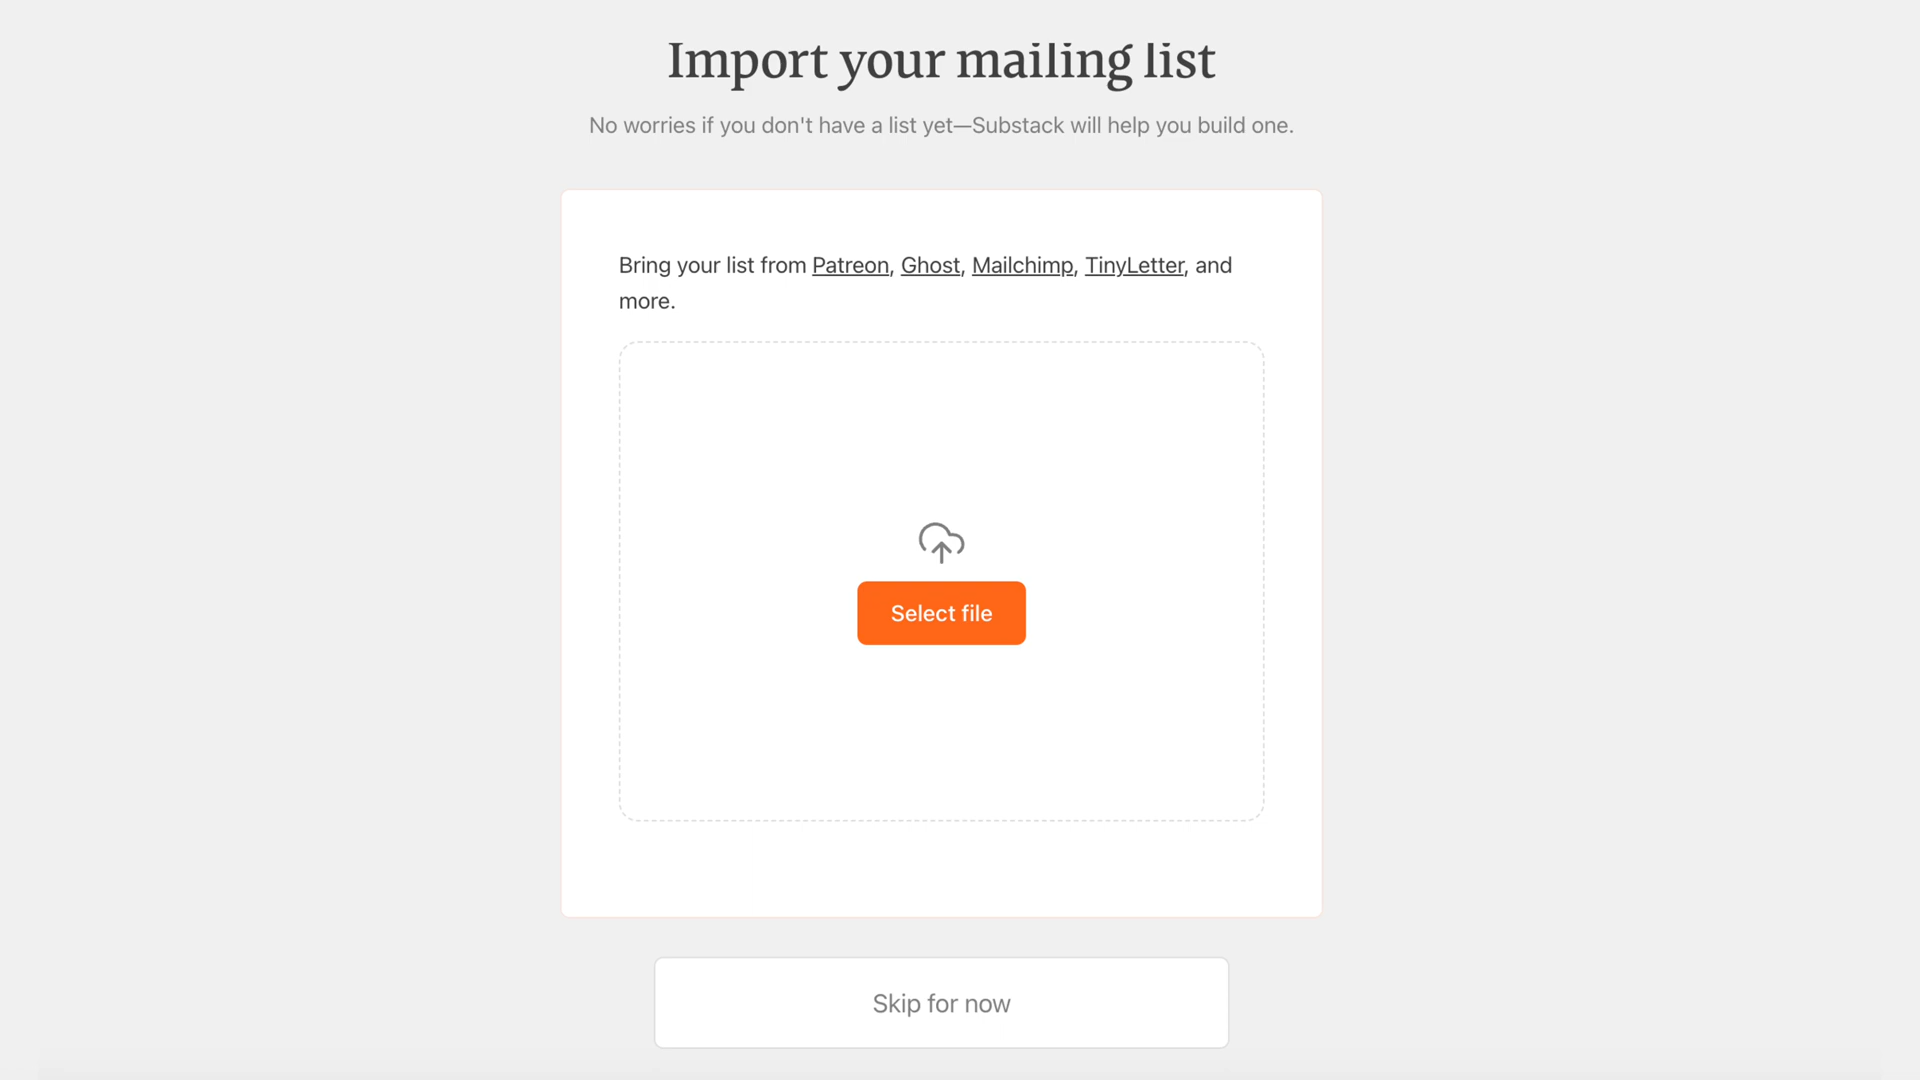 Import your mailing list
No worries if you don't have a list yet—Substack will help you build one.
Bring your list from Patreon, Ghost, Mailchimp, TinyLetter, and
more.
Select file
Skip for now